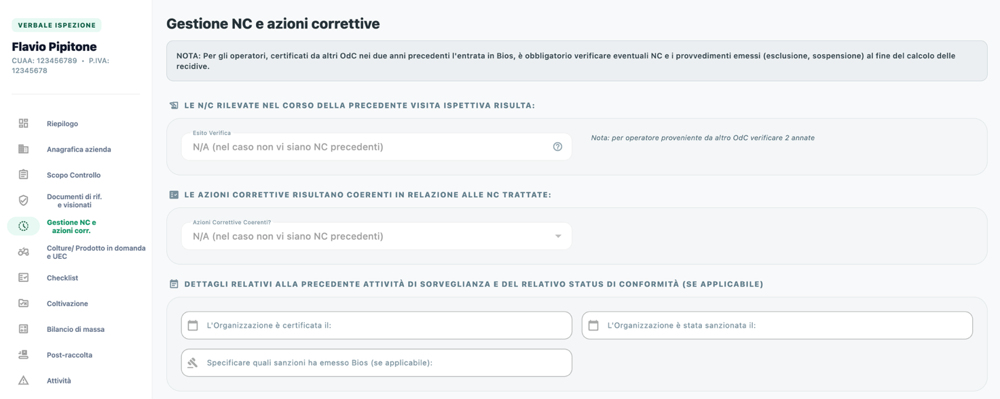 VERBALE ISPEZIONE
Flavio Pipitone
CUAA: 123456789 • P.IVA:
12345678
Riepilogo
Anagrafica azienda
Scopo Controllo
Documenti di rif.
e visionati
Gestione NC e
azioni corr.
Colture/ Prodotto in domanda
e UEC
Checklist
Coltivazione
Bilancio di massa
Post-raccolta
Attività
Gestione NC e azioni correttive
NOTA: Per gli operatori, certificati da altri OdC nei due anni precedenti l'entrata in Bios, è obbligatorio verificare eventuali NC e i provvedimenti emessi (esclusione, sospensione) al fine del calcolo delle
recidive.
LE N/C RILEVATE NEL CORSO DELLA PRECEDENTE VISITA ISPETTIVA RISULTA:
Esito Verifica
N/A (nel caso non vi siano NC precedenti)
Nota: per operatore proveniente da altro OdC verificare 2 annate
LE AZIONI CORRETTIVE RISULTANO COERENTI IN RELAZIONE ALLE NC TRATTATE:
Azioni Correttive Coerenti?
N/A (nel caso non vi siano NC precedenti)
DETTAGLI RELATIVI ALLA PRECEDENTE ATTIVITÀ DI SORVEGLIANZA E DEL RELATIVO STATUS DI CONFORMITÀ (SE APPLICABILE)
L'Organizzazione è certificata il:
L'Organizzazione è stata sanzionata il:
Specificare quali sanzioni ha emesso Bios (se applicabile):